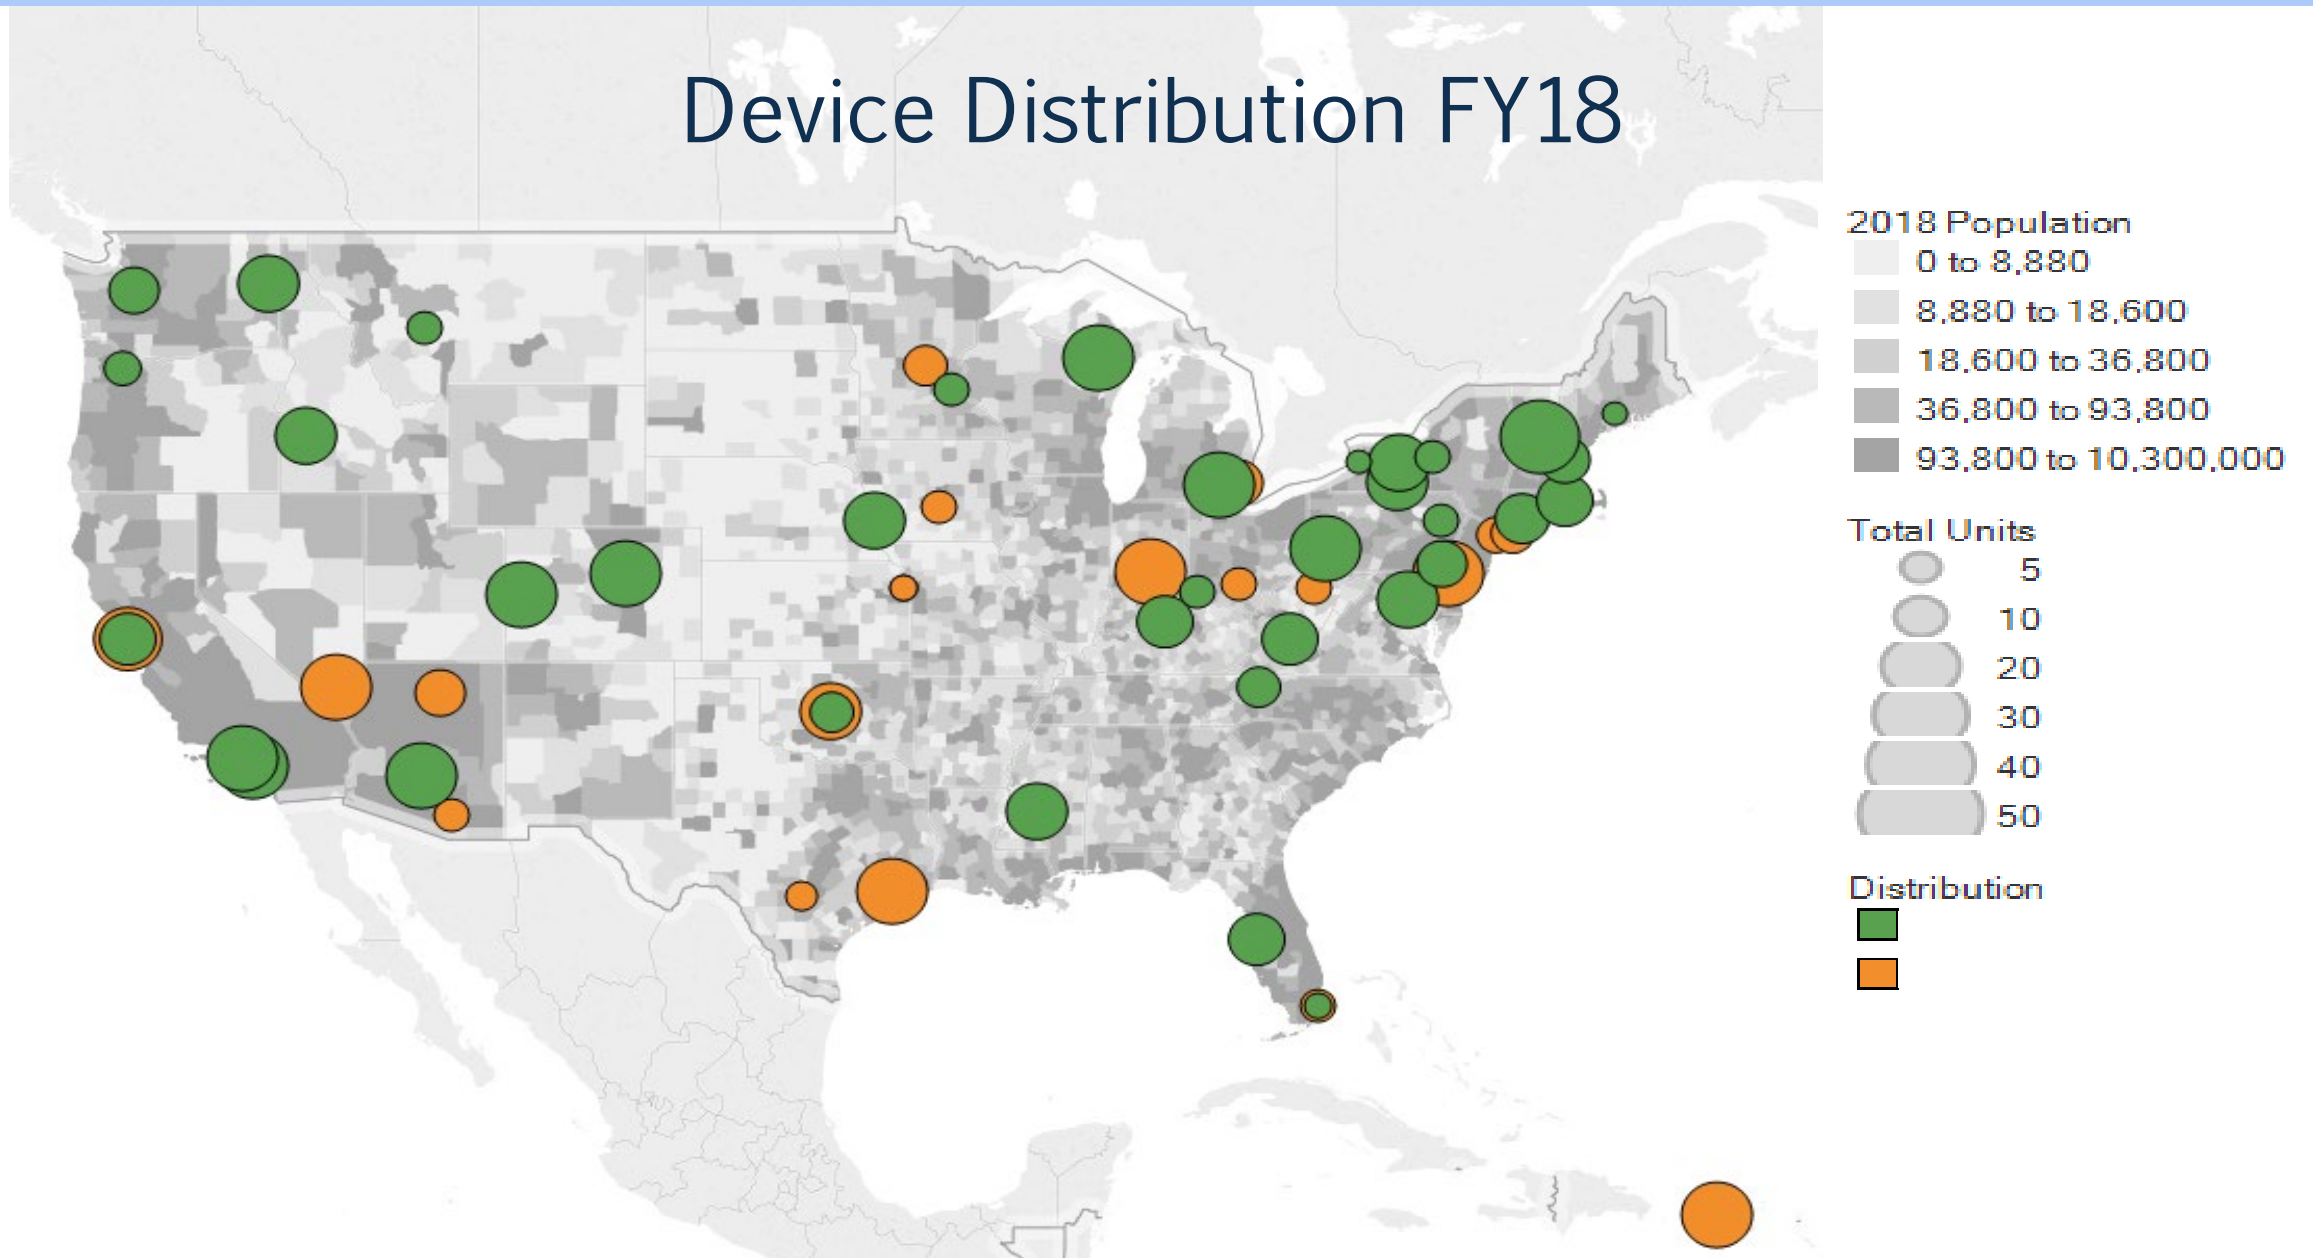 Device Distribution FY18
2018 Population
0 to 8,880
8,880 to 18,600
18,600 to 36,800
36,800 to 93,800
93,800 to 10,300,000
Total Units
5
10
20
30
40
50
Distribution